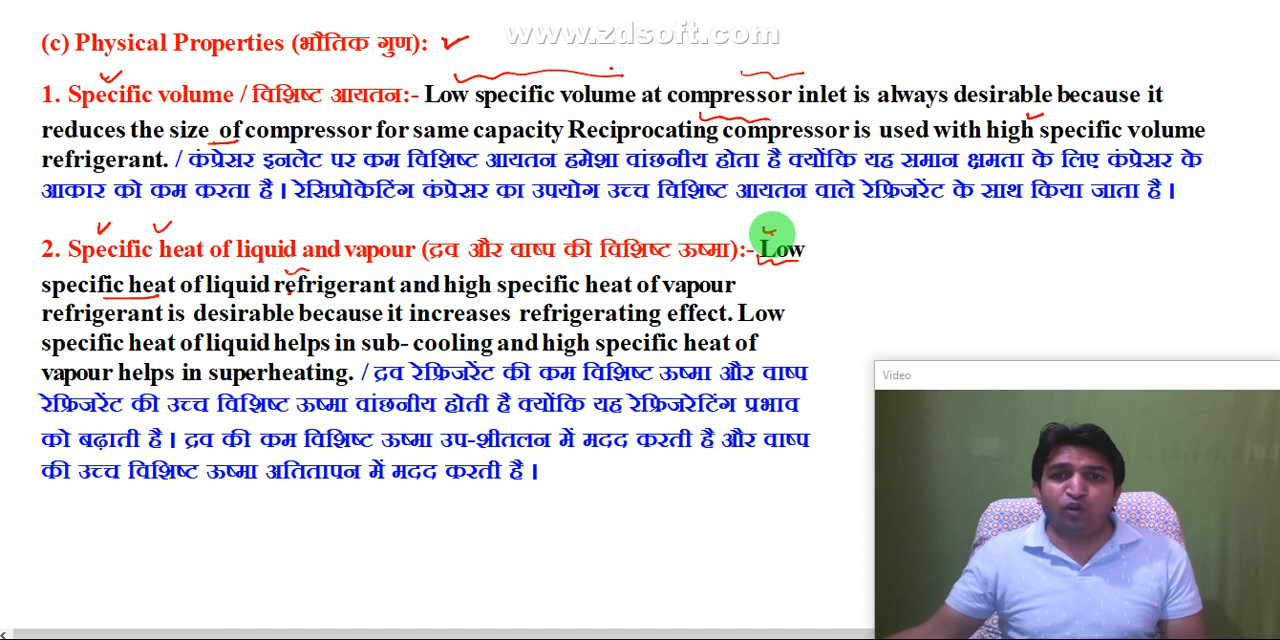 www.zdsoft.com
(c) Physical Properties (भौतिक गुण):
1. Specific volume / विशिष्ट आयतन:- Low specific volume at compressor inlet is always desirable because it
reduces the size of compressor for same capacity Reciprocating compressor is used with high specific volume
refrigerant. / कंप्रेसर इनलेट पर कम विशिष्ट आयतन हमेशा वांछनीय होता है क्योंकि यह समान क्षमता के लिए कंप्रेसर के
आकार को कम करता है। रेसिप्रोकेटिंग कंप्रेसर का उपयोग उच्च विशिष्ट आयतन वाले रेफ्रिजरेंट के साथ किया जाता है।
2. Specific heat of liquid and vapour (द्रव और वाष्प की विशिष्ट ऊष्मा):- Low
specific heat of liquid refrigerant and high specific heat of vapour
refrigerant is desirable because it increases refrigerating effect. Low
specific heat of liquid helps in sub- cooling and high specific heat of
vapour helps in superheating. / द्रव रेफ्रिजरेंट की कम विशिष्ट ऊष्मा और वाष्प
रेफ्रिजरेंट की उच्च विशिष्ट ऊष्मा वांछनीय होती है क्योंकि यह रेफ्रिजरेटिंग प्रभाव
को बढ़ाती है। द्रव की कम विशिष्ट ऊष्मा उप-शीतलन में मदद करती है और वाष्प
की उच्च विशिष्ट ऊष्मा अतितापन में मदद करती है।
Video